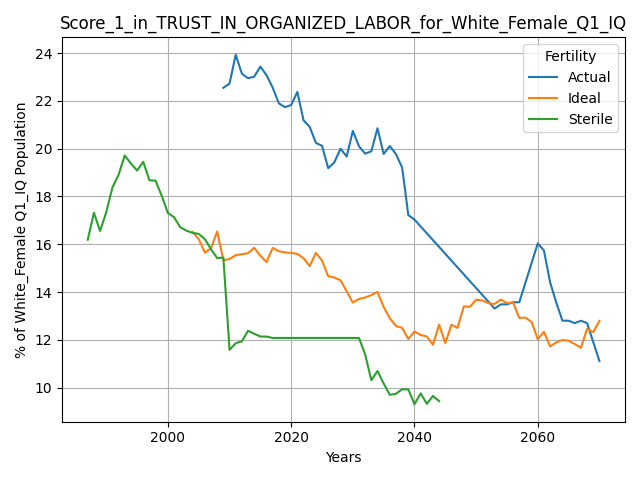 Score_1_in_TRUST_IN_ORGANIZED_LABOR_for_White_Female_Q1_IQ
Fertility
Actual
Ideal
Sterile
% of White_Female Q1_IQ Population
24
22
20
18
16
14
12
10
2000
2020
2040
2060
Years